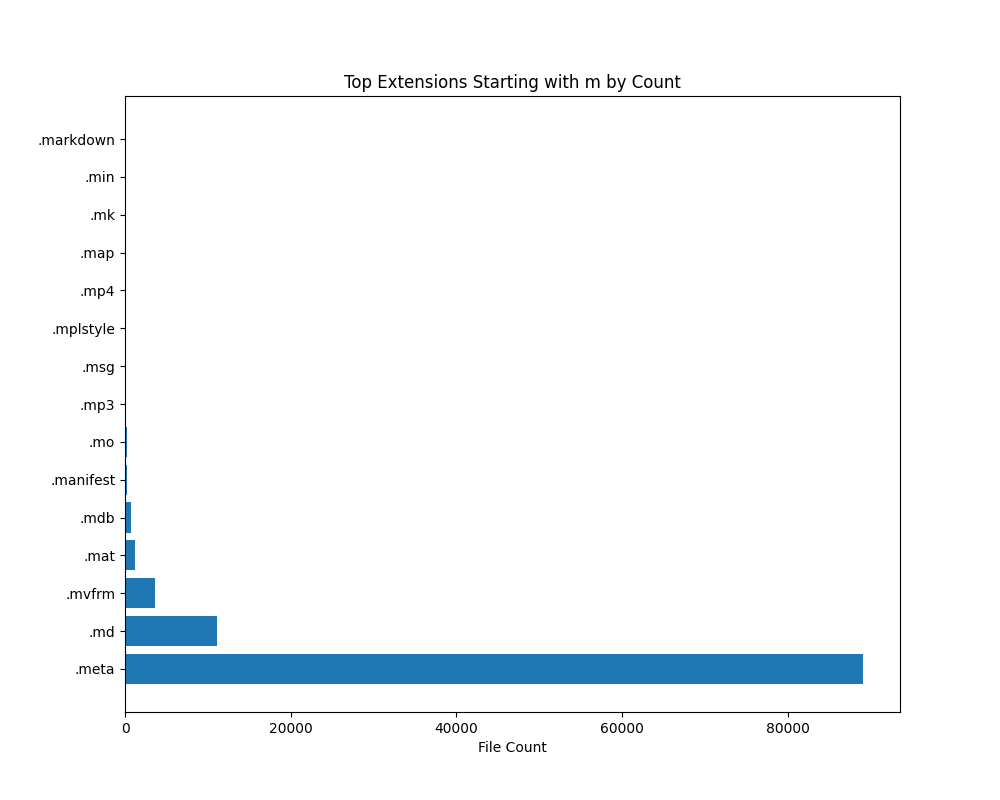 Top Extensions Starting with m by Count
.markdown
.min
.mk
.map
.mp4
.mplstyle
.msg
.mp3
.mo
.manifest
.mdb
.mat
.mvfrm
.md
.meta
0 20000 40000 60000 80000
File Count